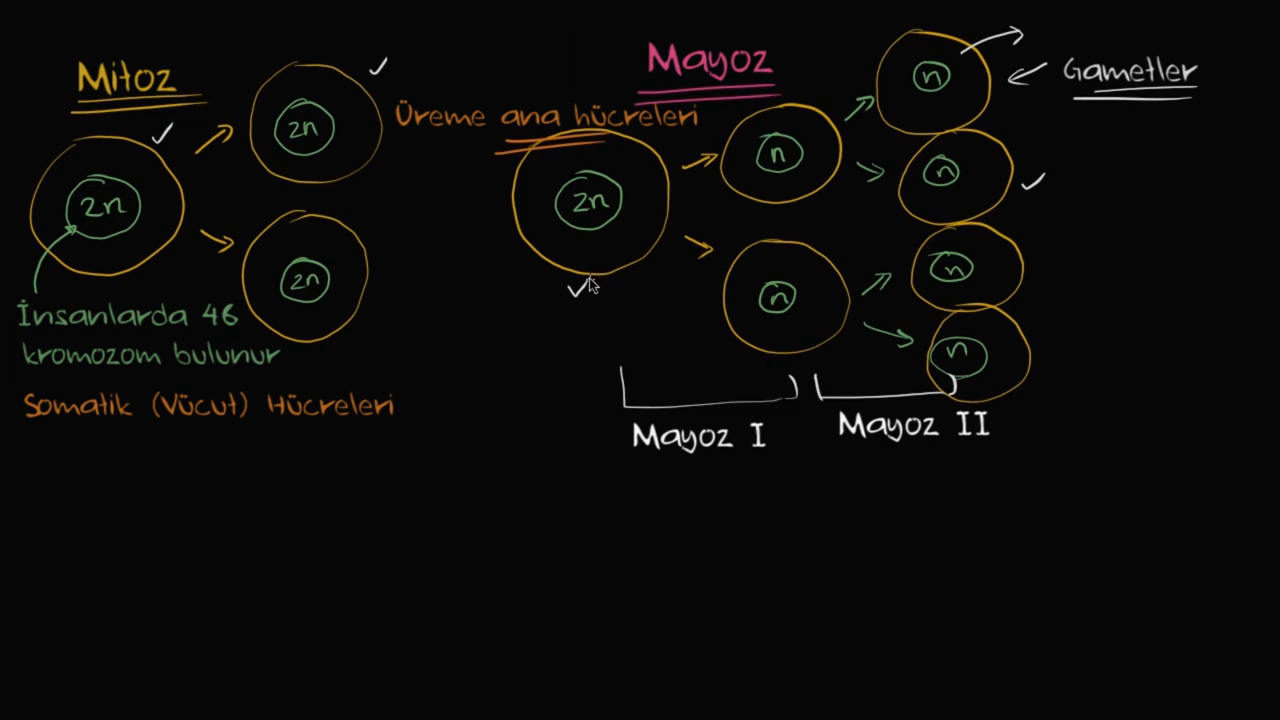 Mitoz
2n
2n
2n
İnsanlarda 46
kromozom bulunur
Somatik (Vücut) Hücreleri
Mayoz
Üreme ana hücreleri
2n
n
n
n
n
n
n
Gametler
Mayoz I
Mayoz II